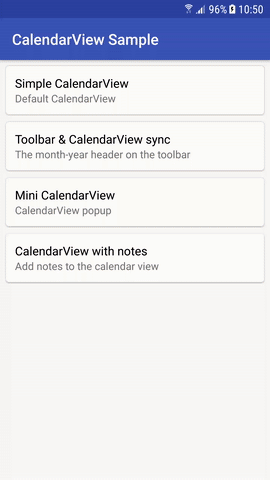 96% 10:50
CalendarView Sample
Simple CalendarView
Default CalendarView
Toolbar & CalendarView sync
The month-year header on the toolbar
Mini CalendarView
CalendarView popup
CalendarView with notes
Add notes to the calendar view